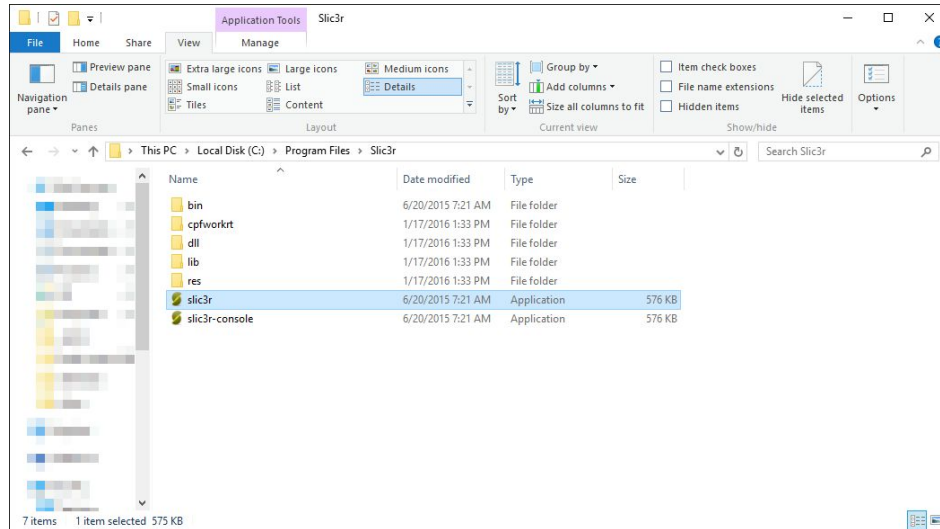 Application Tools Slic3r
File Home Share View Manage
Preview pane
Details pane
Navigation pane
Panes
Extra large icons Large icons Medium icons
Small icons List Details
Tiles Content
Layout
Sort by
Group by
Add columns
Size all columns to fit
Current view
Item check boxes
File name extensions
Hidden items
Hide selected items
Show/hide
Options
This PC > Local Disk (C:) > Program Files > Slic3r
Search Slic3r
Name Date modified Type Size
bin 6/20/2015 7:21 AM File folder
cpfworkrt 1/17/2016 1:33 PM File folder
dll 1/17/2016 1:33 PM File folder
lib 1/17/2016 1:33 PM File folder
res 1/17/2016 1:33 PM File folder
slic3r 6/20/2015 7:21 AM Application 576 KB
slic3r-console 6/20/2015 7:21 AM Application 576 KB
7 items 1 item selected 575 KB